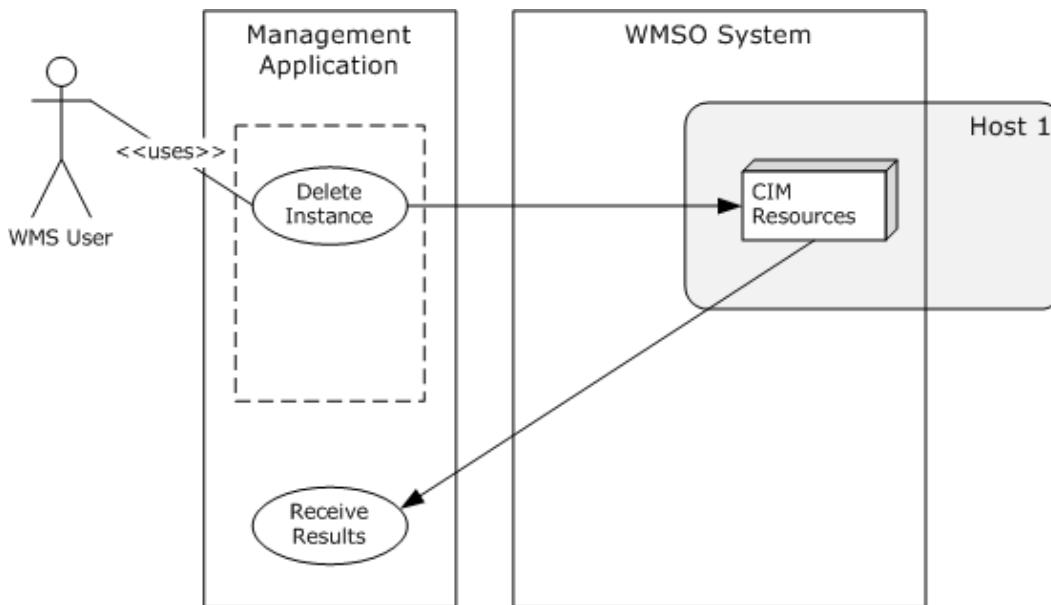 Management
Application
WMSO System
Host 1
<<uses>>
Delete
Instance
CIM
Resources
WMS User
Receive
Results